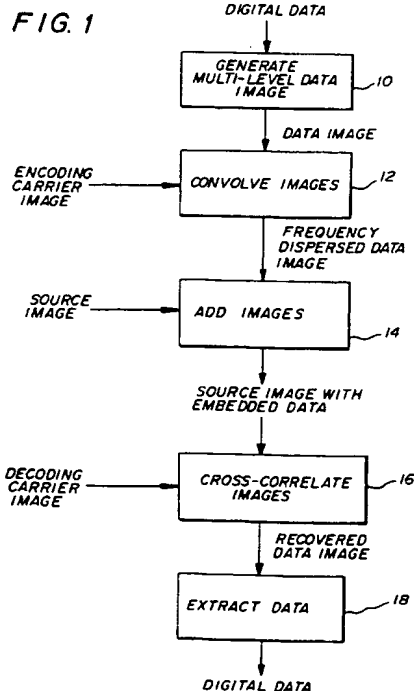 FIG. 1
DIGITAL DATA
GENERATE
MULTI-LEVEL DATA
IMAGE
10
DATA IMAGE
ENCODING
CARRIER
IMAGE
CONVOLVE IMAGES
12
FREQUENCY
DISPERSED DATA
IMAGE
SOURCE
IMAGE
ADD IMAGES
14
SOURCE IMAGE WITH
EMBEDDED DATA
DECODING
CARRIER
IMAGE
CROSS-CORRELATE
IMAGES
16
RECOVERED
DATA IMAGE
EXTRACT DATA
18
DIGITAL DATA